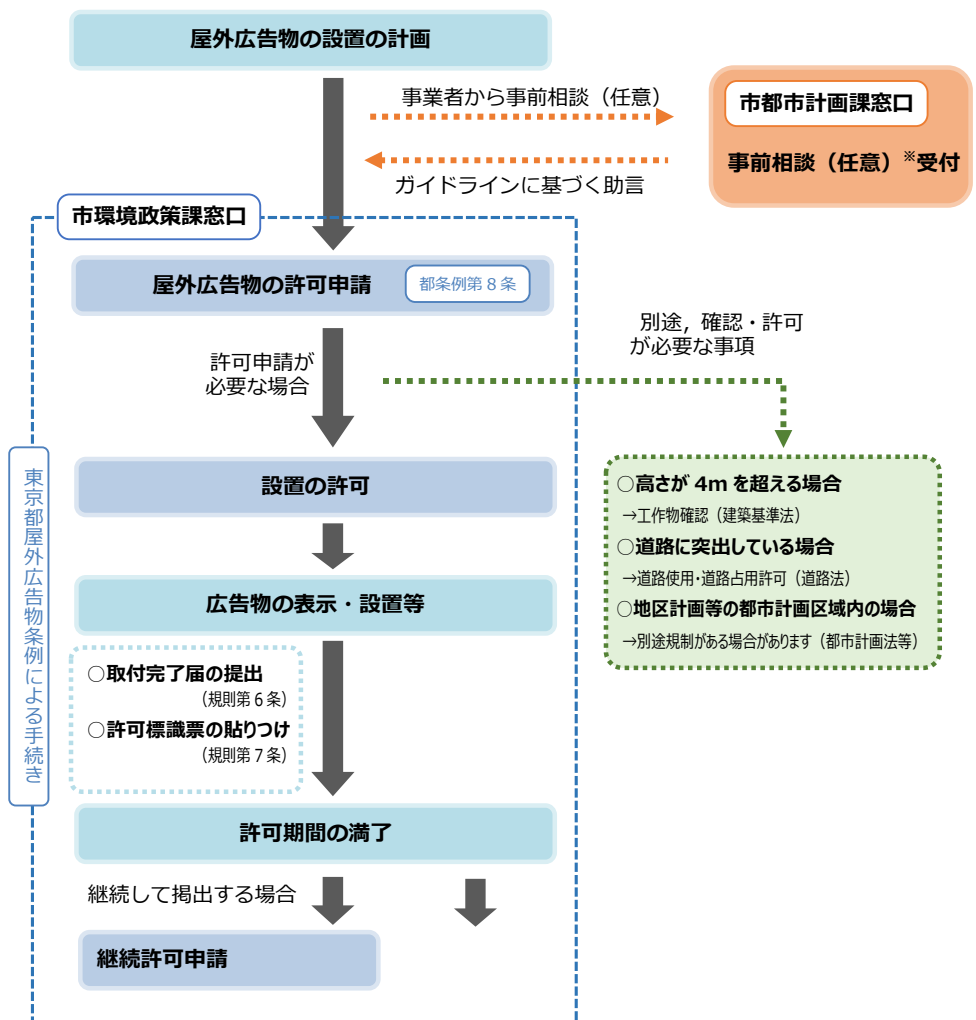 屋外広告物の設置の計画
事業者から事前相談（任意）
市都市計画課窓口
事前相談（任意）※受付
ガイドラインに基づく助言
市環境政策課窓口
屋外広告物の許可申請
都条例第８条
許可申請が
必要な場合
別途，確認・許可
が必要な事項
東京都屋外広告物条例による手続き
設置の許可
○高さが 4m を超える場合
→工作物確認（建築基準法）
○道路に突出している場合
→道路使用・道路占用許可（道路法）
○地区計画等の都市計画区域内の場合
→別途規制がある場合があります（都市計画法等）
広告物の表示・設置等
○取付完了届の提出
（規則第６条）
○許可標識票の貼りつけ
（規則第７条）
許可期間の満了
継続して掲出する場合
継続許可申請